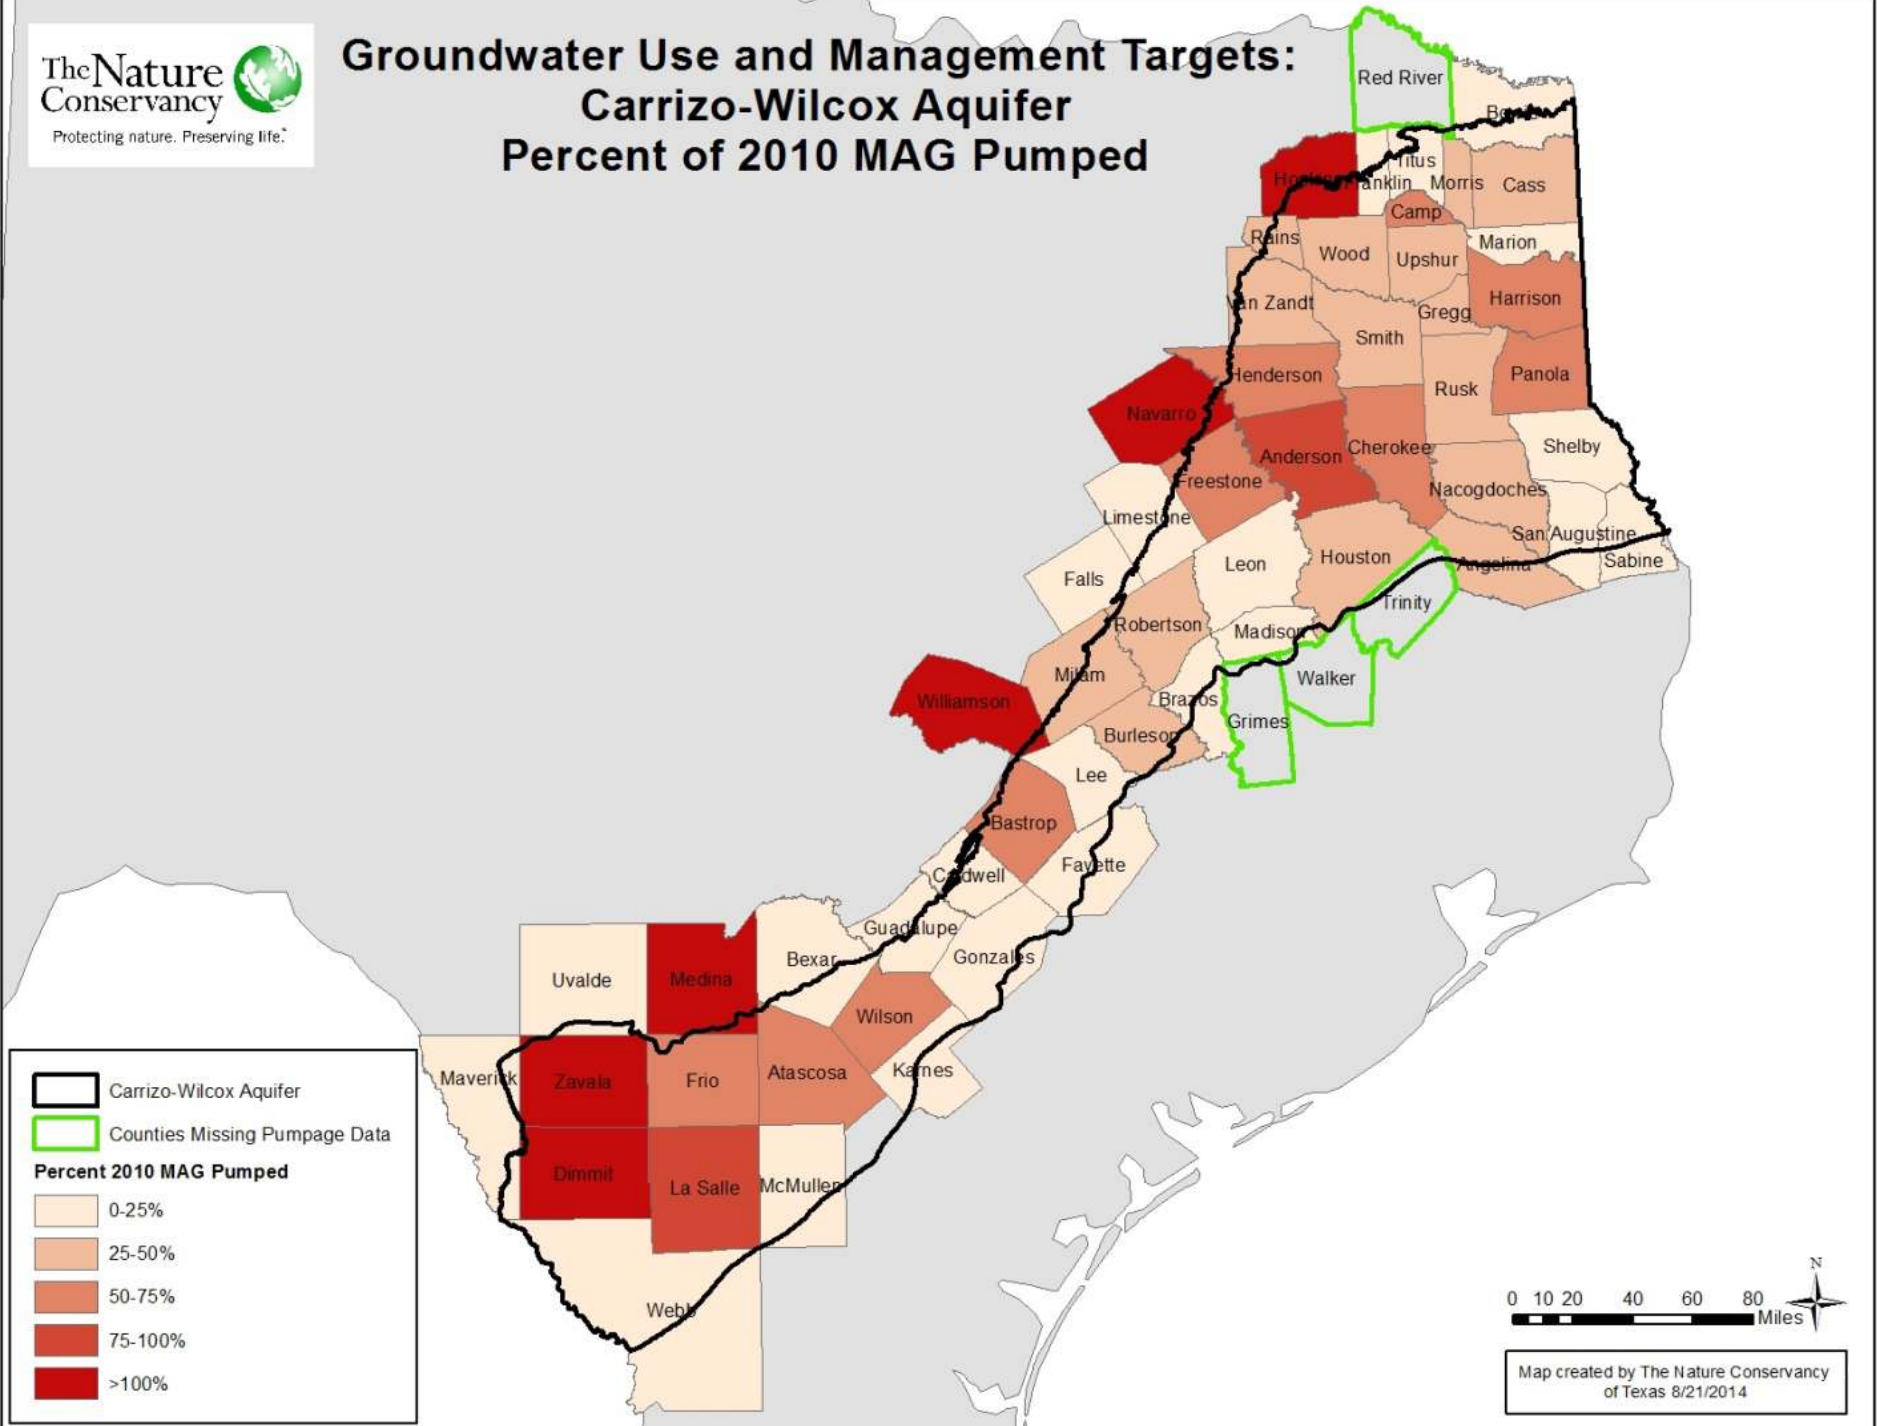 The Nature
Conservancy
Protecting nature. Preserving life.
Groundwater Use and Management Targets:
Carrizo-Wilcox Aquifer
Percent of 2010 MAG Pumped
Red River
Titus
Morris
Cass
Camp
Rains
Wood
Upshur
Marion
Van Zandt
Gregg
Harrison
Smith
Henderson
Rusk
Panola
Navarro
Anderson
Cherokee
Shelby
Freestone
Nacogdoches
Limestone
San Augustine
Falls
Leon
Houston
Angelina
Sabine
Trinity
Robertson
Madison
Milam
Walker
Williamson
Brazos
Grimes
Burleson
Lee
Bastrop
Fayette
Caldwell
Guadalupe
Gonzales
Bexar
Uvalde
Medina
Wilson
Karnes
Maverick
Zavala
Frio
Atascosa
Dimmit
La Salle
McMullen
Webb
Carrizo-Wilcox Aquifer
Counties Missing Pumpage Data
Percent 2010 MAG Pumped
0-25%
25-50%
50-75%
75-100%
>100%
N
0 10 20 40 60 80
Miles
Map created by The Nature Conservancy
of Texas 8/21/2014